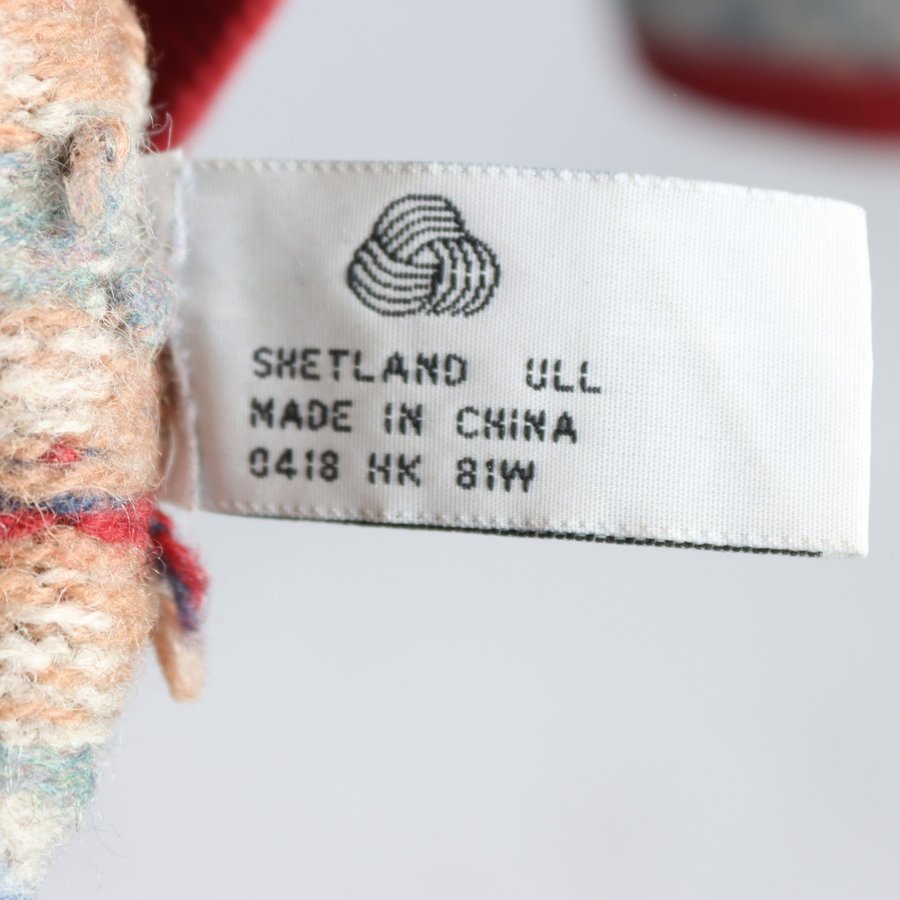 SHETLAND ULL
MADE IN CHINA
0418 HK 81W